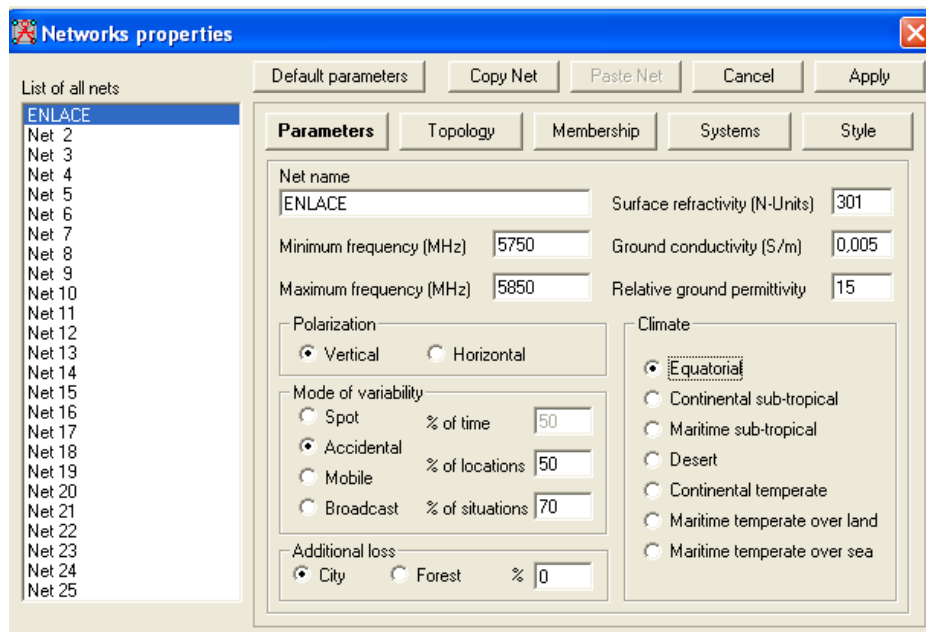 Networks properties
List of all nets
Default parameters Copy Net Paste Net Cancel Apply
ENLACE
Net 2
Net 3
Net 4
Net 5
Net 6
Net 7
Net 8
Net 9
Net 10
Net 11
Net 12
Net 13
Net 14
Net 15
Net 16
Net 17
Net 18
Net 19
Net 20
Net 21
Net 22
Net 23
Net 24
Net 25
Parameters Topology Membership Systems Style
Net name
ENLACE
Surface refractivity (N-Units) 301
Minimum frequency (MHz) 5750
Ground conductivity (S/m) 0,005
Maximum frequency (MHz) 5850
Relative ground permittivity 15
Polarization
Vertical Horizontal
Mode of variability
Spot % of time 50
Accidental
% of locations 50
Mobile
Broadcast % of situations 70
Additional loss
City Forest % 0
Climate
Equatorial
Continental sub-tropical
Maritime sub-tropical
Desert
Continental temperate
Maritime temperate over land
Maritime temperate over sea